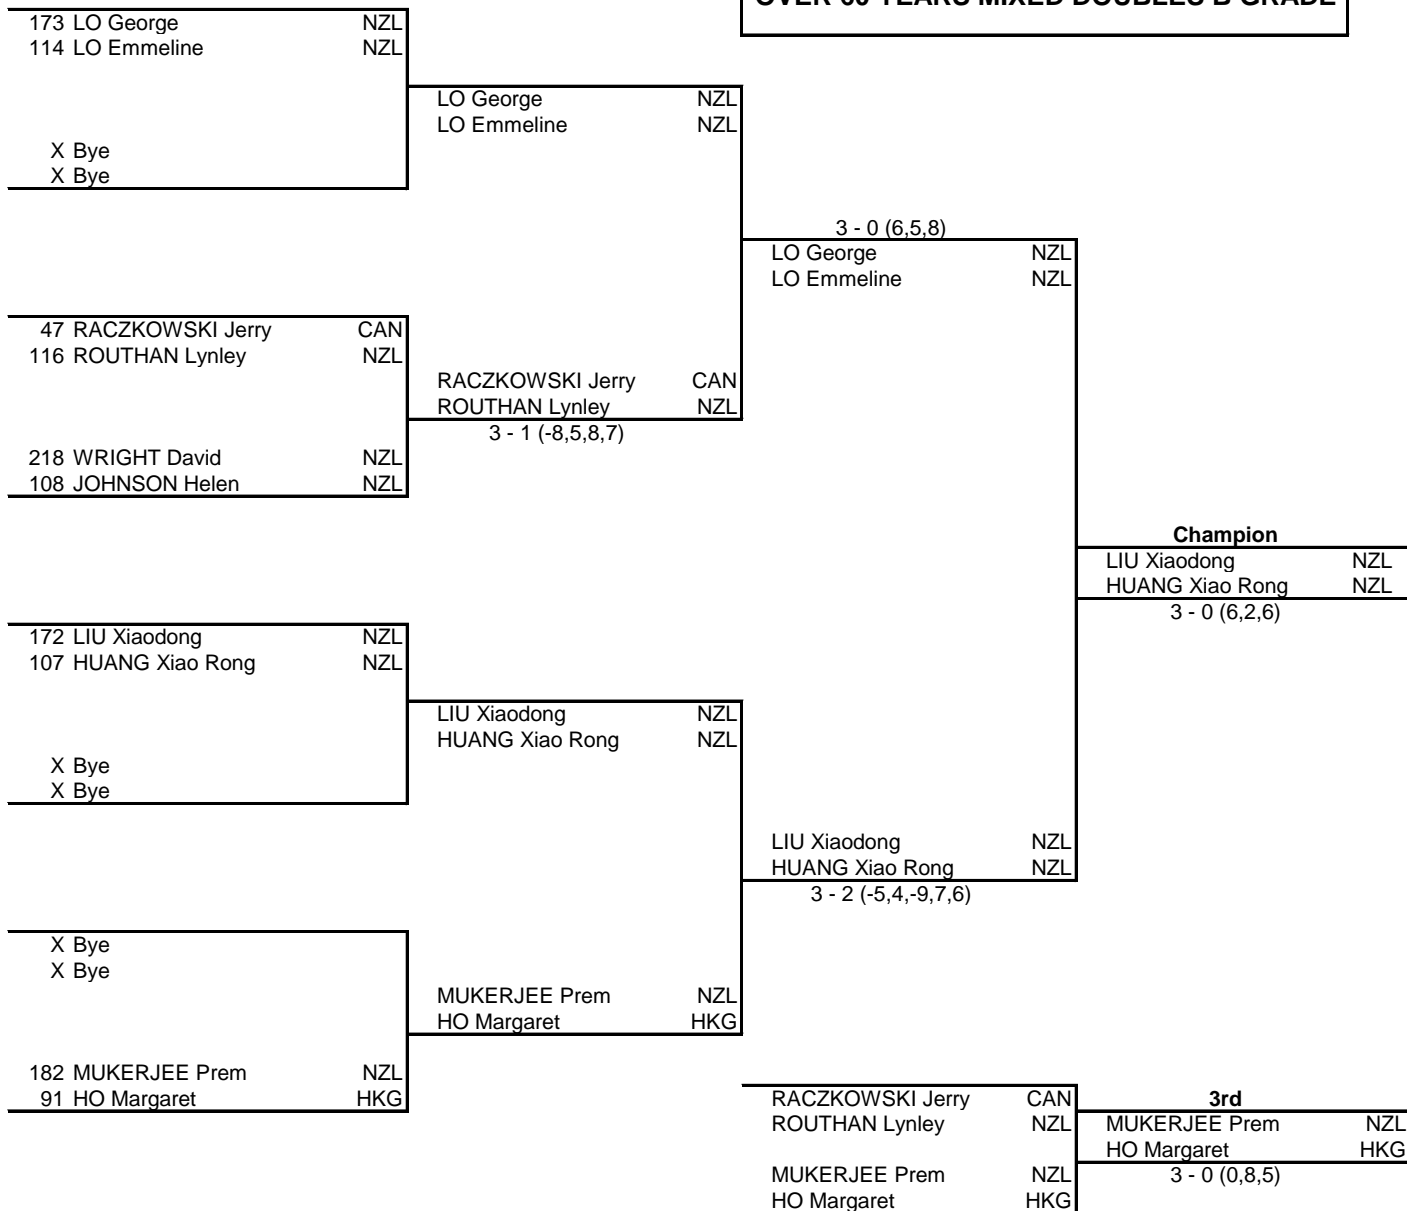 OVER 60 YEARS MIXED DOUBLES B GRADE
173 LO George NZL
114 LO Emmeline NZL
X Bye
X Bye
LO George NZL
LO Emmeline NZL
3 - 0 (6,5,8)
LO George NZL
LO Emmeline NZL
47 RACZKOWSKI Jerry CAN
116 ROUTHAN Lynley NZL
218 WRIGHT David NZL
108 JOHNSON Helen NZL
RACZKOWSKI Jerry CAN
ROUTHAN Lynley NZL
3 - 1 (-8,5,8,7)
Champion
LIU Xiaodong NZL
HUANG Xiao Rong NZL
3 - 0 (6,2,6)
172 LIU Xiaodong NZL
107 HUANG Xiao Rong NZL
X Bye
X Bye
LIU Xiaodong NZL
HUANG Xiao Rong NZL
LIU Xiaodong NZL
HUANG Xiao Rong NZL
3 - 2 (-5,4,-9,7,6)
X Bye
X Bye
182 MUKERJEE Prem NZL
91 HO Margaret HKG
MUKERJEE Prem NZL
HO Margaret HKG
RACZKOWSKI Jerry CAN
ROUTHAN Lynley NZL
MUKERJEE Prem NZL
HO Margaret HKG
3rd
MUKERJEE Prem NZL
HO Margaret HKG
3 - 0 (0,8,5)